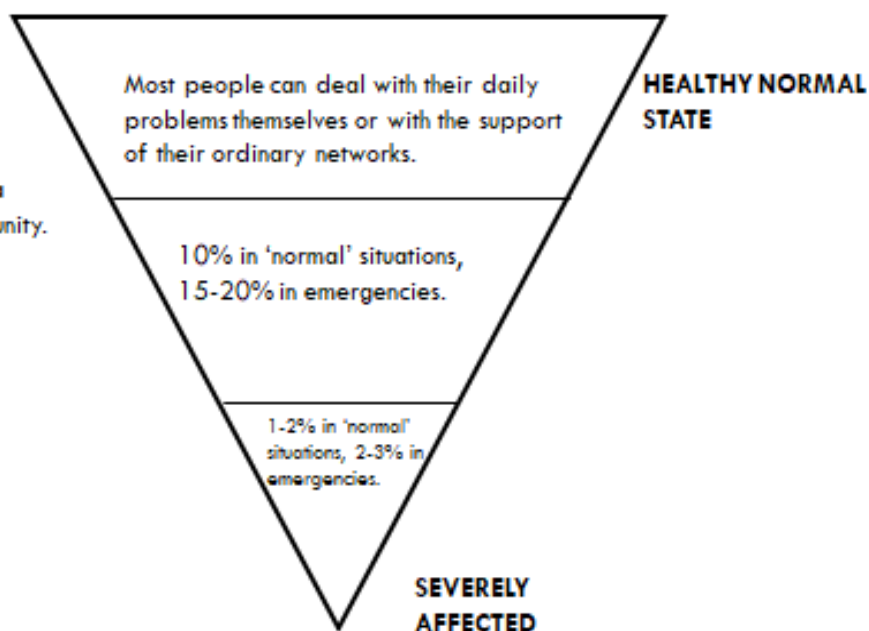 Most people can deal with their daily
problems themselves or with the support
of their ordinary networks.
HEALTHY NORMAL
STATE
unity.
10% in 'normal' situations,
15-20% in emergencies.
1-2% in 'normal'
situations, 2-3% in
emergencies.
SEVERELY
AFFECTED